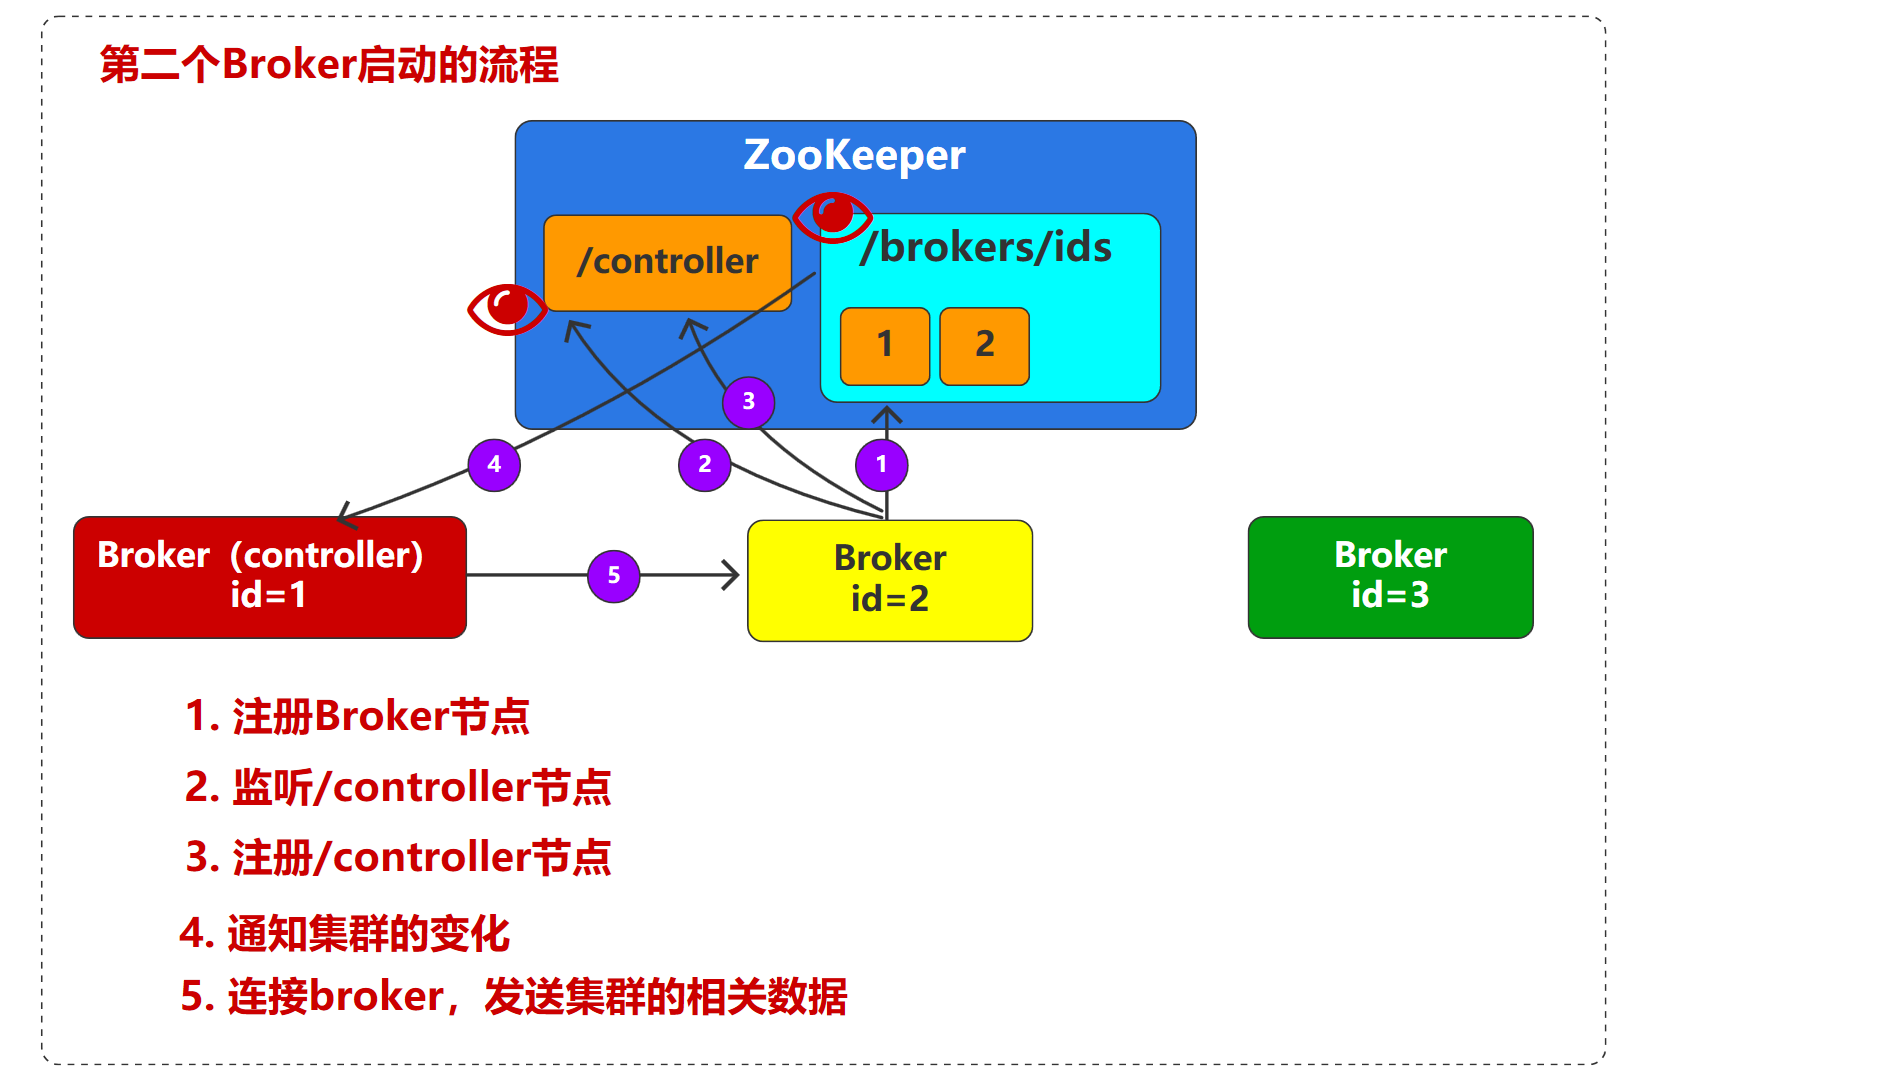 第二个Broker启动的流程
ZooKeeper
/controller
/brokers/ids
1
2
3
4
2
1
Broker（controller）
id=1
5
Broker
id=2
Broker
id=3
1. 注册Broker节点
2. 监听/controller节点
3. 注册/controller节点
4. 通知集群的变化
5. 连接broker，发送集群的相关数据